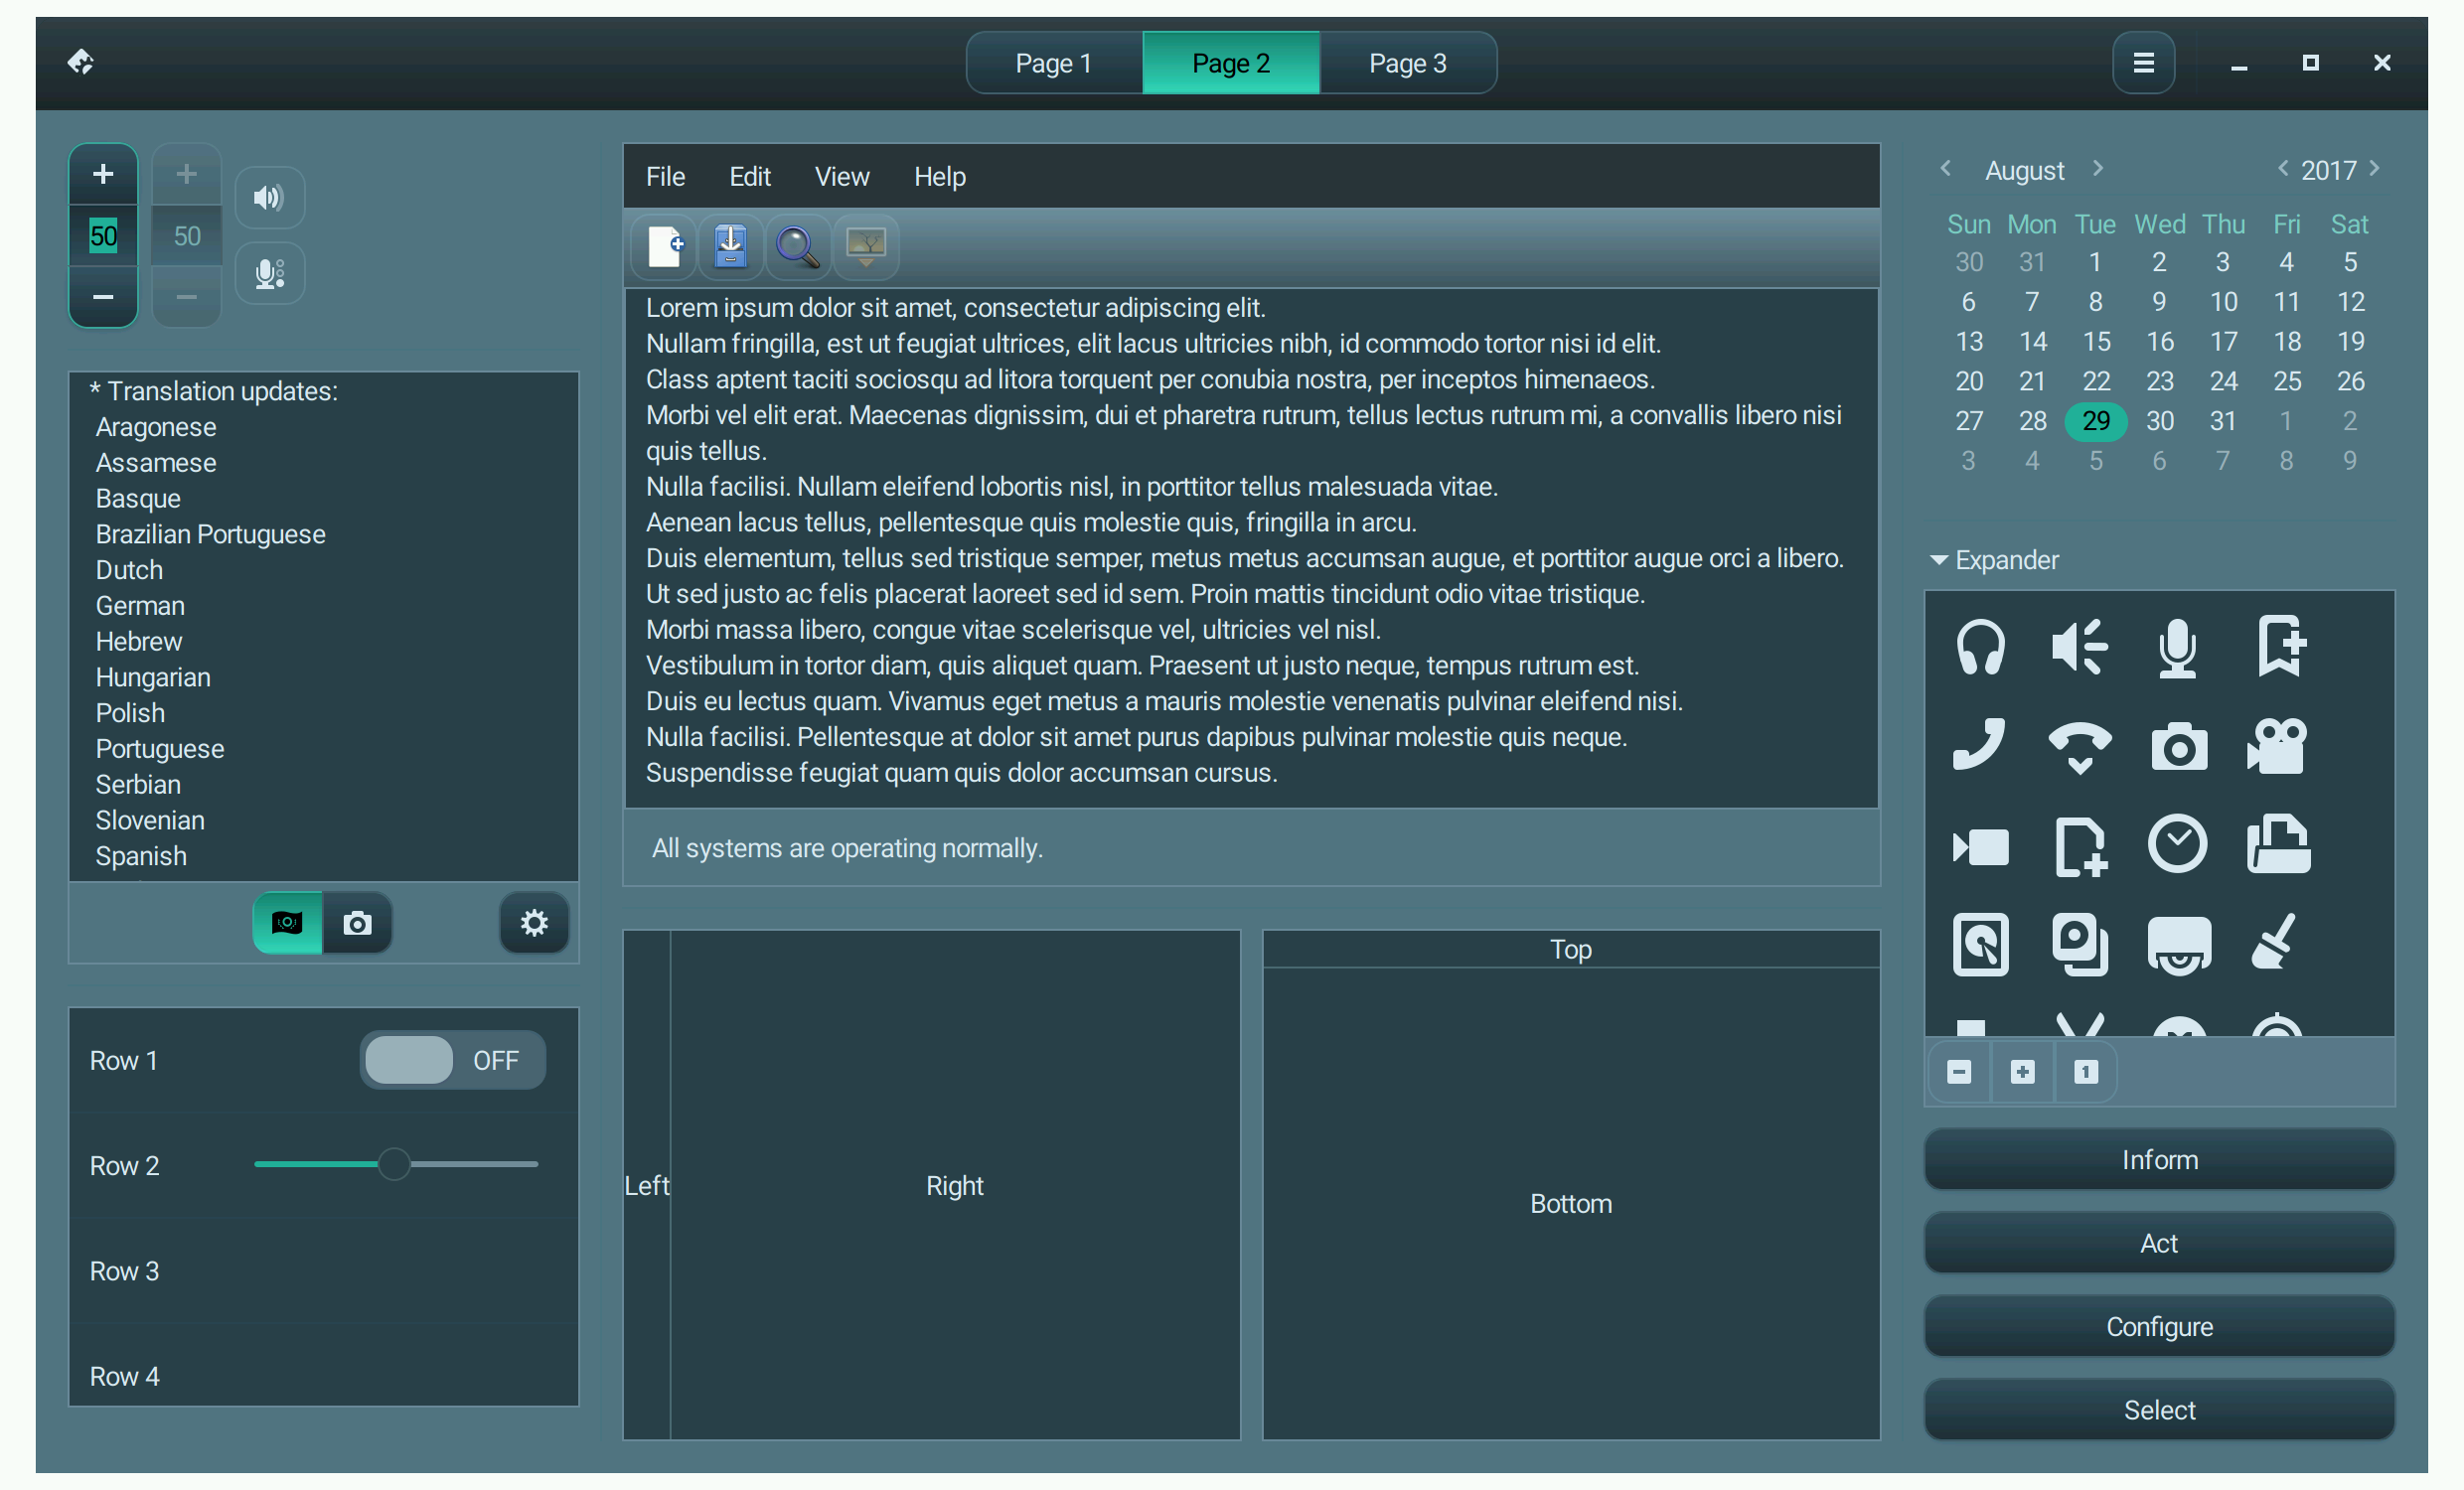 Page 1
Page 2
Page 3
50
50
* Translation updates:
Aragonese
Assamese
Basque
Brazilian Portuguese
Dutch
German
Hebrew
Hungarian
Polish
Portuguese
Serbian
Slovenian
Spanish
Row 1
OFF
Row 2
Row 3
Row 4
File Edit View Help
Lorem ipsum dolor sit amet, consectetur adipiscing elit.
Nullam fringilla, est ut feugiat ultrices, elit lacus ultricies nibh, id commodo tortor nisi id elit.
Class aptent taciti sociosqu ad litora torquent per conubia nostra, per inceptos himenaeos.
Morbi vel elit erat. Maecenas dignissim, dui et pharetra rutrum, tellus lectus rutrum mi, a convallis libero nisi
quis tellus.
Nulla facilisi. Nullam eleifend lobortis nisl, in porttitor tellus malesuada vitae.
Aenean lacus tellus, pellentesque quis molestie quis, fringilla in arcu.
Duis elementum, tellus sed tristique semper, metus metus accumsan augue, et porttitor augue orci a libero.
Ut sed justo ac felis placerat laoreet sed id sem. Proin mattis tincidunt odio vitae tristique.
Morbi massa libero, congue vitae scelerisque vel, ultricies vel nisl.
Vestibulum in tortor diam, quis aliquet quam. Praesent ut justo neque, tempus rutrum est.
Duis eu lectus quam. Vivamus eget metus a mauris molestie venenatis pulvinar eleifend nisi.
Nulla facilisi. Pellentesque at dolor sit amet purus dapibus pulvinar molestie quis neque.
Suspendisse feugiat quam quis dolor accumsan cursus.
All systems are operating normally.
Left
Right
Top
Bottom
August 2017
Sun Mon Tue Wed Thu Fri Sat
30 31 1 2 3 4 5
6 7 8 9 10 11 12
13 14 15 16 17 18 19
20 21 22 23 24 25 26
27 28 29 30 31 1 2
3 4 5 6 7 8 9
Expander
1
Inform
Act
Configure
Select